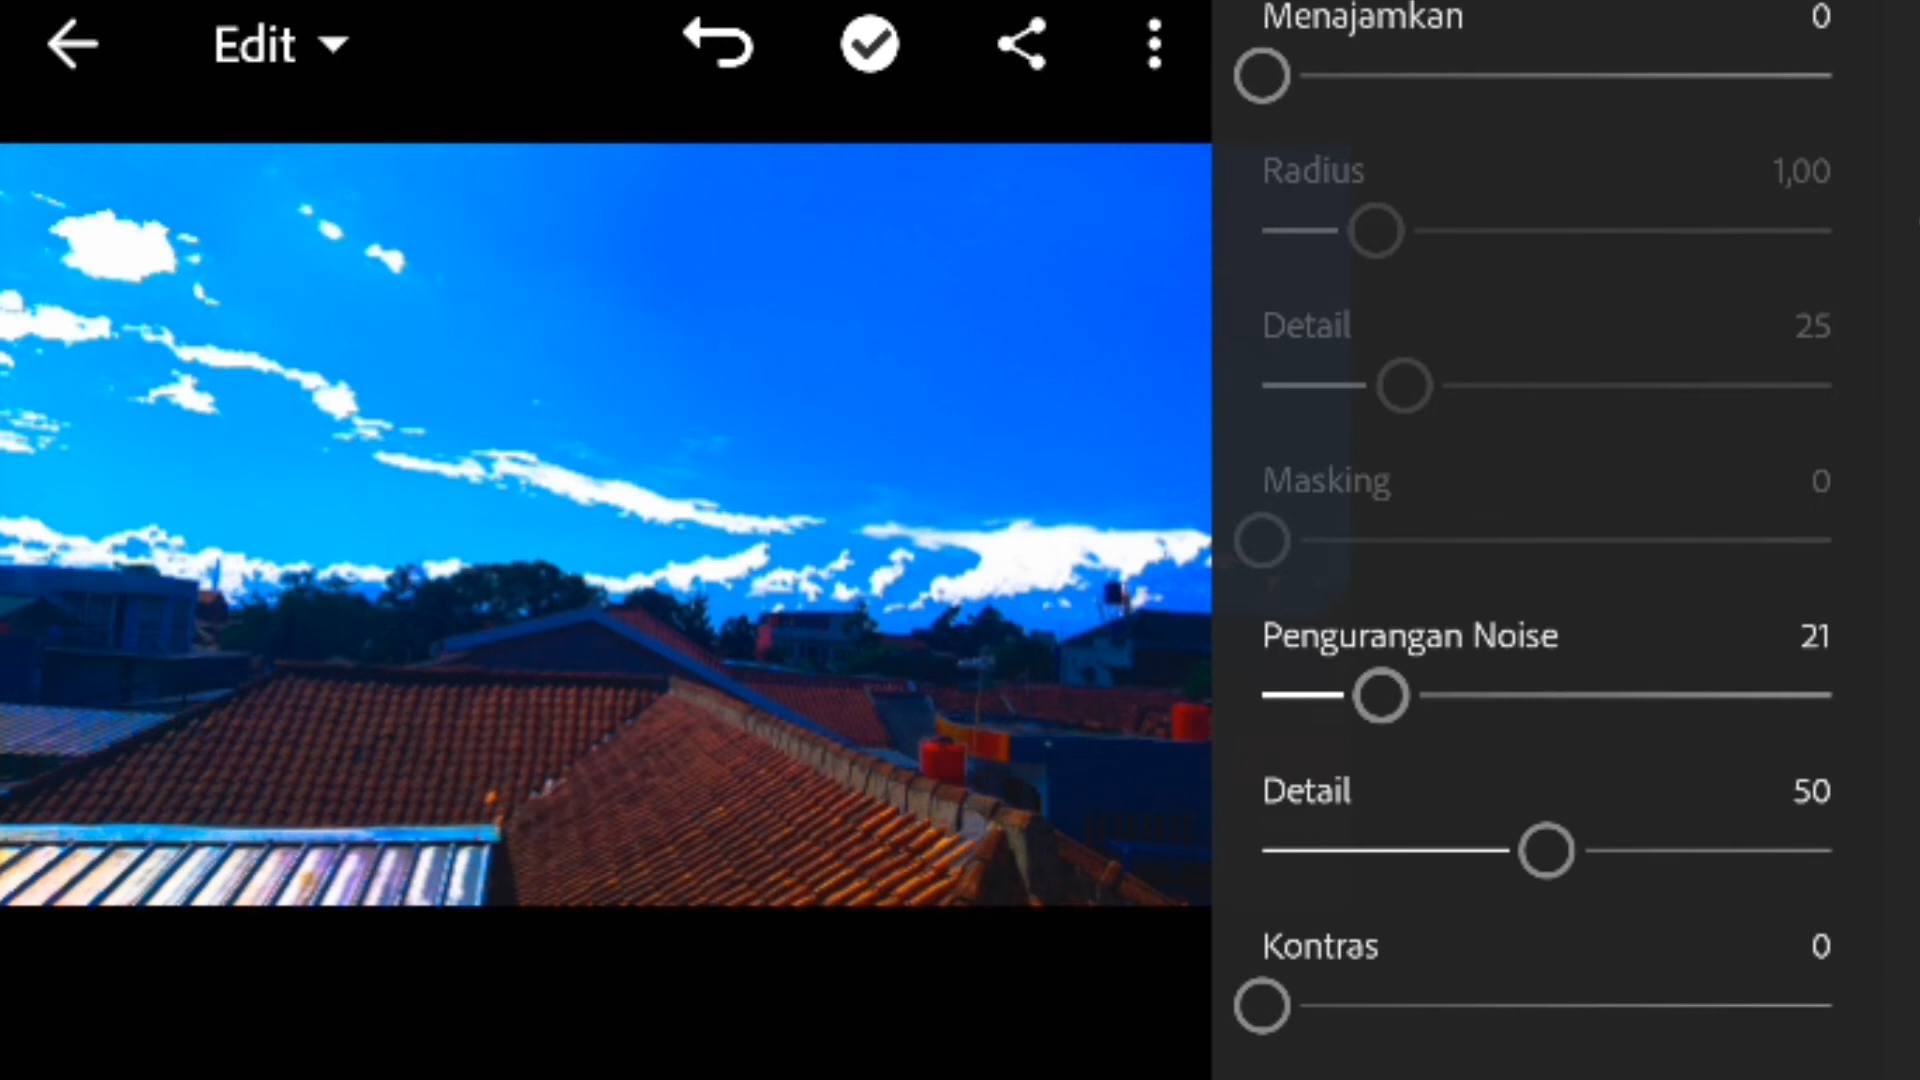 Edit
Menajamkan 0
Radius 1,00
Detail 25
Masking 0
Pengurangan Noise 21
Detail 50
Kontras 0